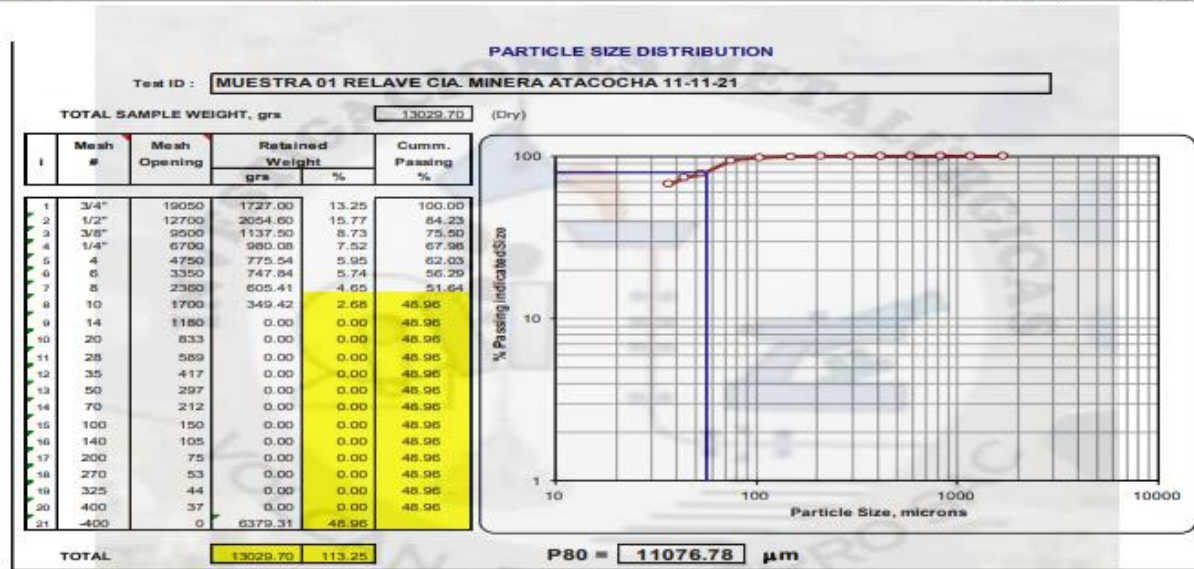 PARTICLE SIZE DISTRIBUTION
Test ID : MUESTRA 01 RELAVE CIA. MINERA ATACOCHA 11-11-21
TOTAL SAMPLE WEIGHT, grs 13029.70 (Dry)
i Mesh # Mesh Opening Retained Weight Cumm. Passing %
grs %
1 3/4" 19050 1727.00 13.25 100.00
2 1/2" 12700 2054.60 15.77 84.23
3 3/8" 9500 1137.50 8.73 75.50
4 1/4" 6700 980.08 7.52 67.98
5 4 4750 775.54 5.95 62.03
6 6 3350 747.84 5.74 56.29
7 8 2360 605.41 4.65 51.64
8 10 1700 349.42 2.68 48.96
9 14 1180 0.00 0.00 48.96
10 20 833 0.00 0.00 48.96
11 28 589 0.00 0.00 48.96
12 35 417 0.00 0.00 48.96
13 50 297 0.00 0.00 48.96
14 70 212 0.00 0.00 48.96
15 100 150 0.00 0.00 48.96
16 140 105 0.00 0.00 48.96
17 200 75 0.00 0.00 48.96
18 270 53 0.00 0.00 48.96
19 325 44 0.00 0.00 48.96
20 400 37 0.00 0.00 48.96
21 -400 0 6379.31 48.96
TOTAL 13029.70 113.25
% Passing indicated Size
100
10
1
10 100 1000 10000
Particle Size, microns
P80 = 11076.78 μm